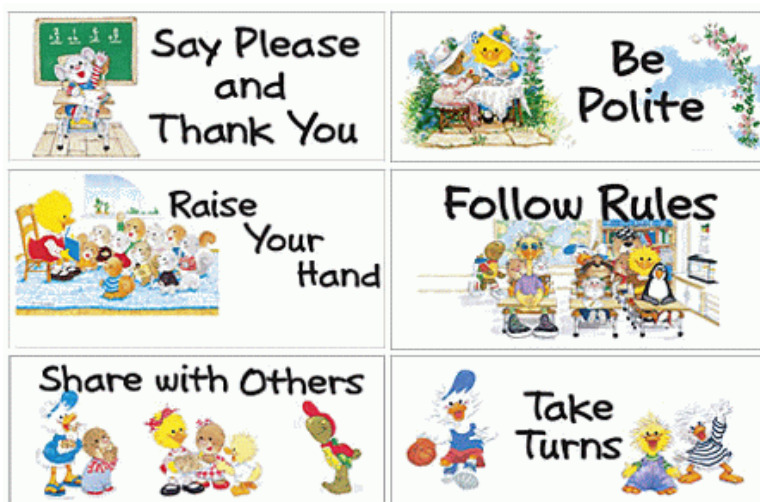 Say Please
and
Thank You
Be
Polite
Raise
Your
Hand
Follow Rules
Share with Others
Take
Turns